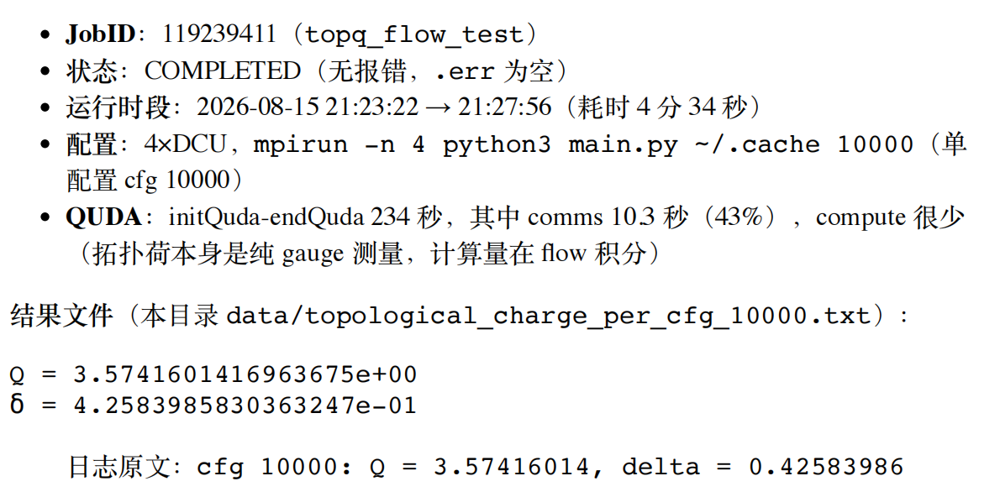 • JobID：119239411（topq_flow_test）
• 状态：COMPLETED（无报错，.err 为空）
• 运行时段：2026-08-15 21:23:22 → 21:27:56（耗时 4 分 34 秒）
• 配置：4×DCU，mpirun -n 4 python3 main.py ~/.cache 10000（单
配置 cfg 10000）
• QUDA：initQuda-endQuda 234 秒，其中 comms 10.3 秒（43%），compute 很少
（拓扑荷本身是纯 gauge 测量，计算量在 flow 积分）
结果文件（本目录 data/topological_charge_per_cfg_10000.txt）：
Q = 3.5741601416963675e+00
δ = 4.2583985830363247e-01
日志原文：cfg 10000: Q = 3.57416014, delta = 0.42583986